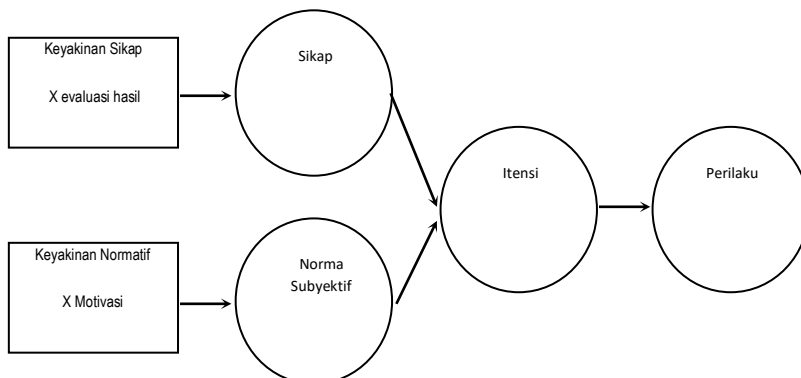 Keyakinan Sikap
X evaluasi hasil
Sikap
Itensi
Perilaku
Keyakinan Normatif
X Motivasi
Norma
Subyektif